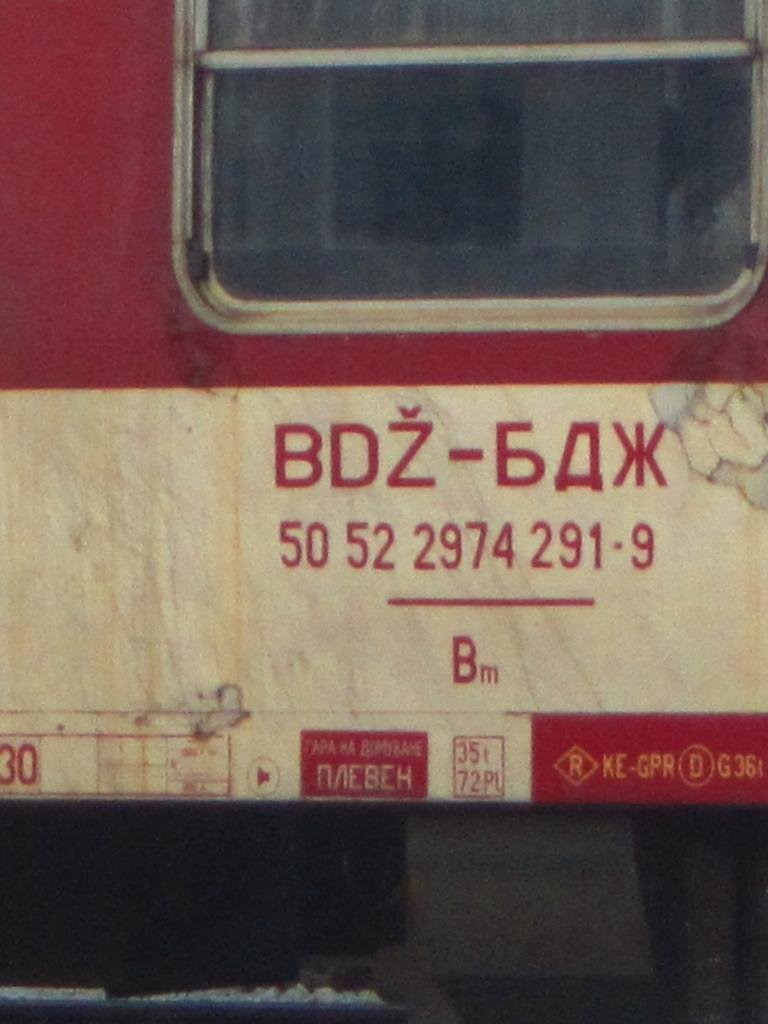 BDŽ-БДЖ
50 52 2974 291-9
Bm
30
ГАРА НА ДОМУВАНЕ
ПЛЕВЕН
35t
72Pl
R KE-GPR D G36t